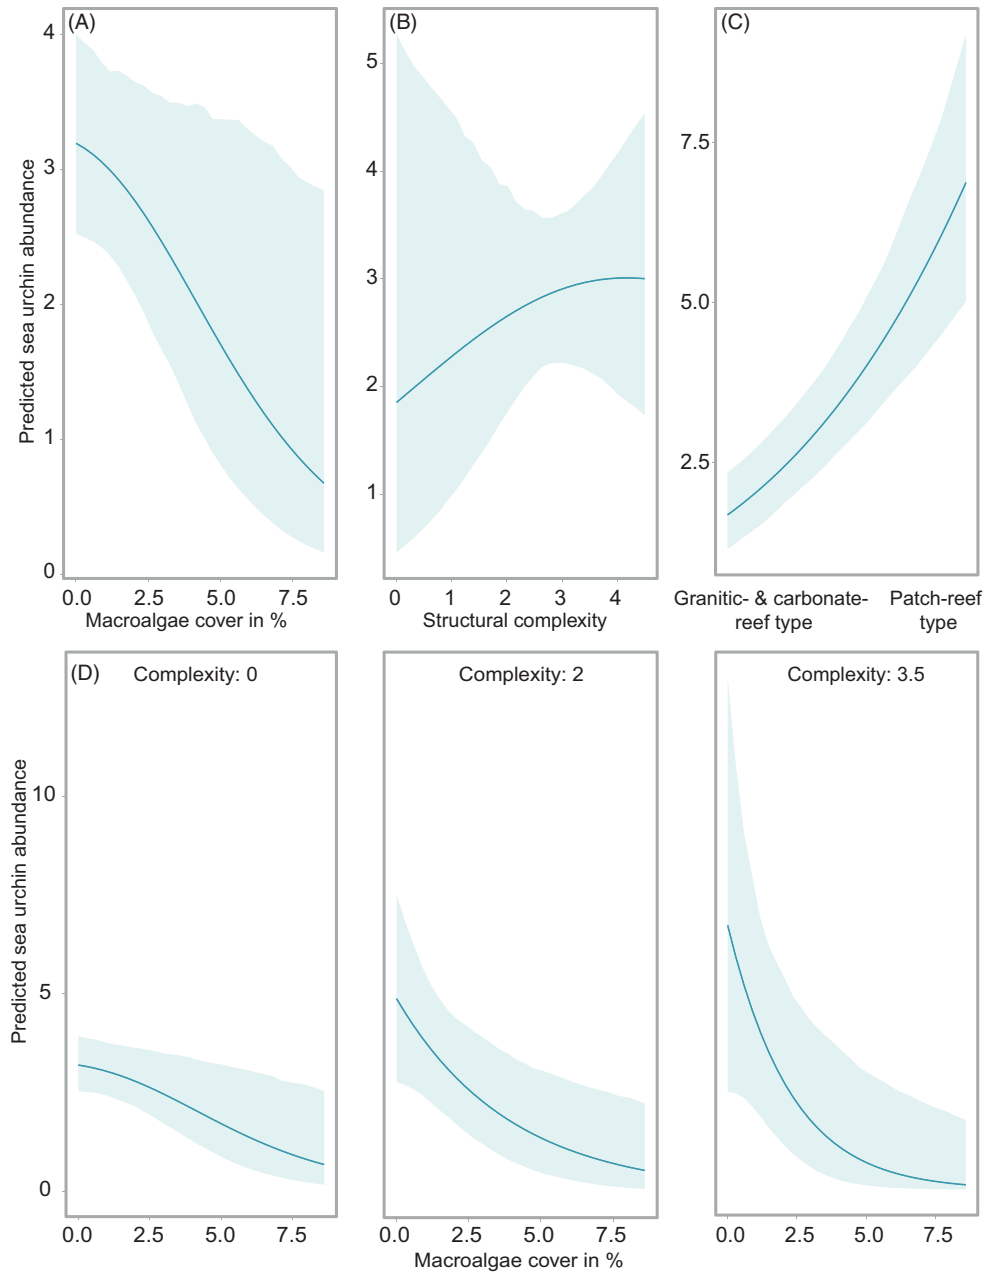 (A)
(B)
(C)
Predicted sea urchin abundance
4
3
2
1
0
0.0 2.5 5.0 7.5
Macroalgae cover in %
5
4
3
2
1
0 1 2 3 4
Structural complexity
7.5
5.0
2.5
Granitic- & carbonate-
reef type
Patch-reef
type
(D)
Complexity: 0
Complexity: 2
Complexity: 3.5
Predicted sea urchin abundance
10
5
0
0.0 2.5 5.0 7.5
0.0 2.5 5.0 7.5
0.0 2.5 5.0 7.5
Macroalgae cover in %